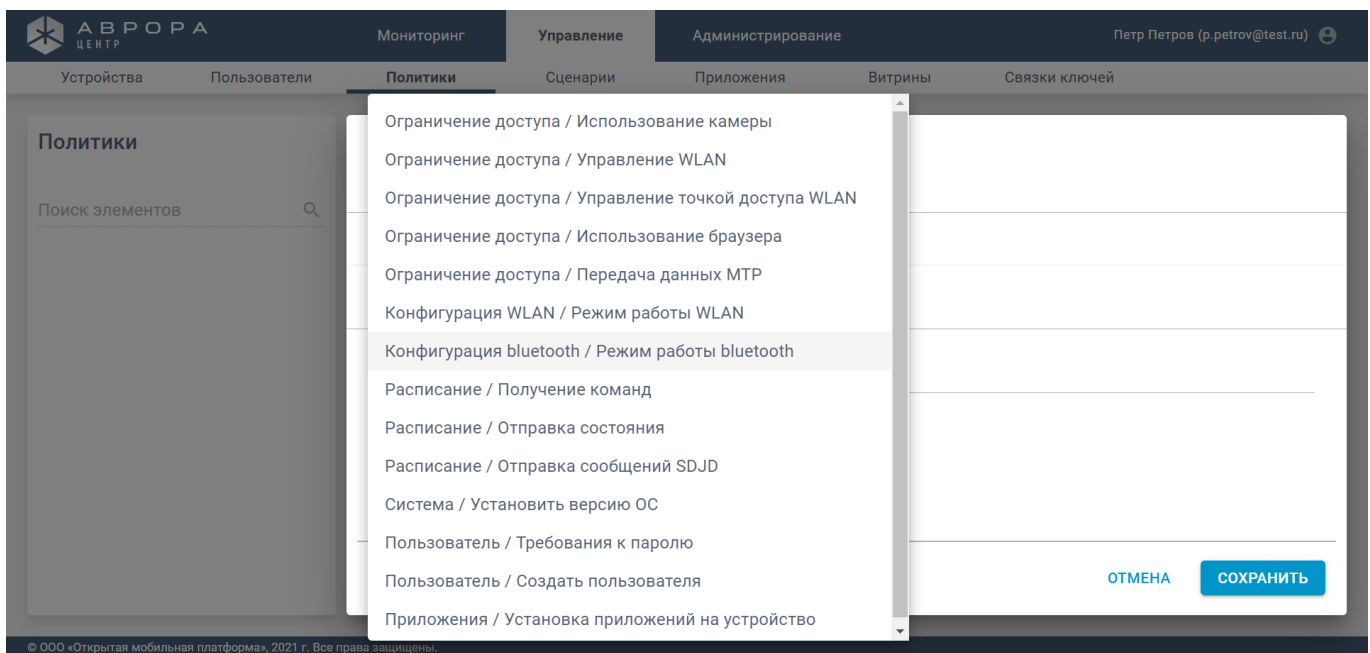 АВРОРА
ЦЕНТР
Мониторинг
Управление
Администрирование
Петр Петров (p.petrov@test.ru)
Устройства
Пользователи
Политики
Сценарии
Приложения
Витрины
Связки ключей
Политики
Поиск элементов
Ограничение доступа / Использование камеры
Ограничение доступа / Управление WLAN
Ограничение доступа / Управление точкой доступа WLAN
Ограничение доступа / Использование браузера
Ограничение доступа / Передача данных MTP
Конфигурация WLAN / Режим работы WLAN
Конфигурация bluetooth / Режим работы bluetooth
Расписание / Получение команд
Расписание / Отправка состояния
Расписание / Отправка сообщений SDJD
Система / Установить версию ОС
Пользователь / Требования к паролю
Пользователь / Создать пользователя
Приложения / Установка приложений на устройство
ОТМЕНА
СОХРАНИТЬ
© ООО «Открытая мобильная платформа», 2021 г. Все права защищены.